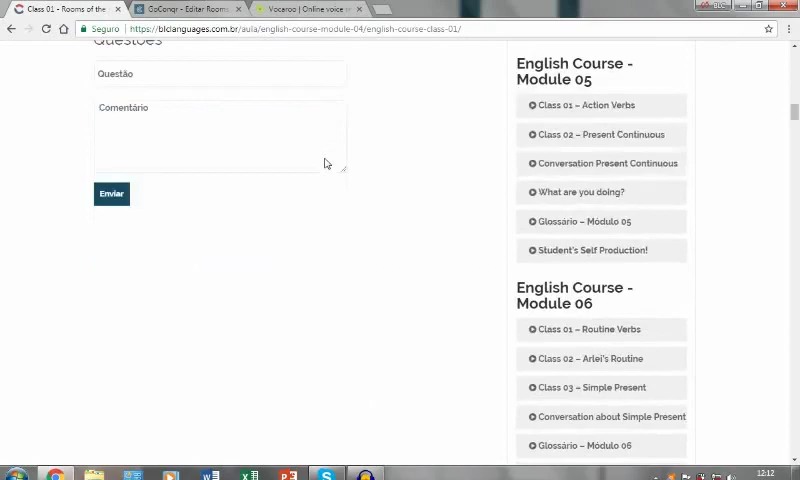 Class 01 - Rooms of the
GoConqr - Editar Rooms
Vocaroo | Online voice r
BLC
Seguro
https://blclanguages.com.br/aula/english-course-module-04/english-course-class-01/
Questões
Questão
Comentário
Enviar
English Course -
Module 05
Class 01 – Action Verbs
Class 02 – Present Continuous
Conversation Present Continuous
What are you doing?
Glossário – Módulo 05
Student's Self Production!
English Course -
Module 06
Class 01 – Routine Verbs
Class 02 – Arlei's Routine
Class 03 – Simple Present
Conversation about Simple Present
Glossário – Módulo 06
12:12